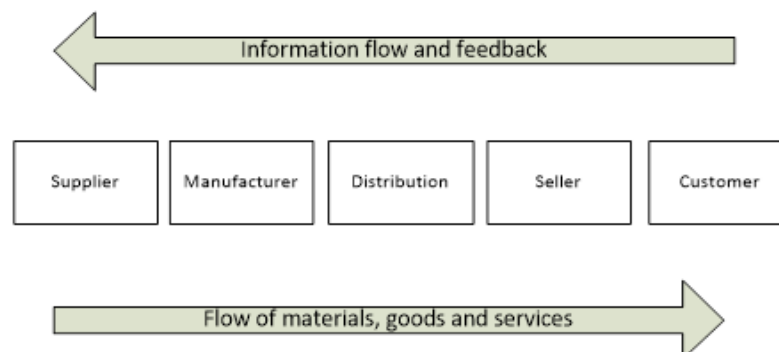 Information flow and feedback
Supplier
Manufacturer
Distribution
Seller
Customer
Flow of materials, goods and services